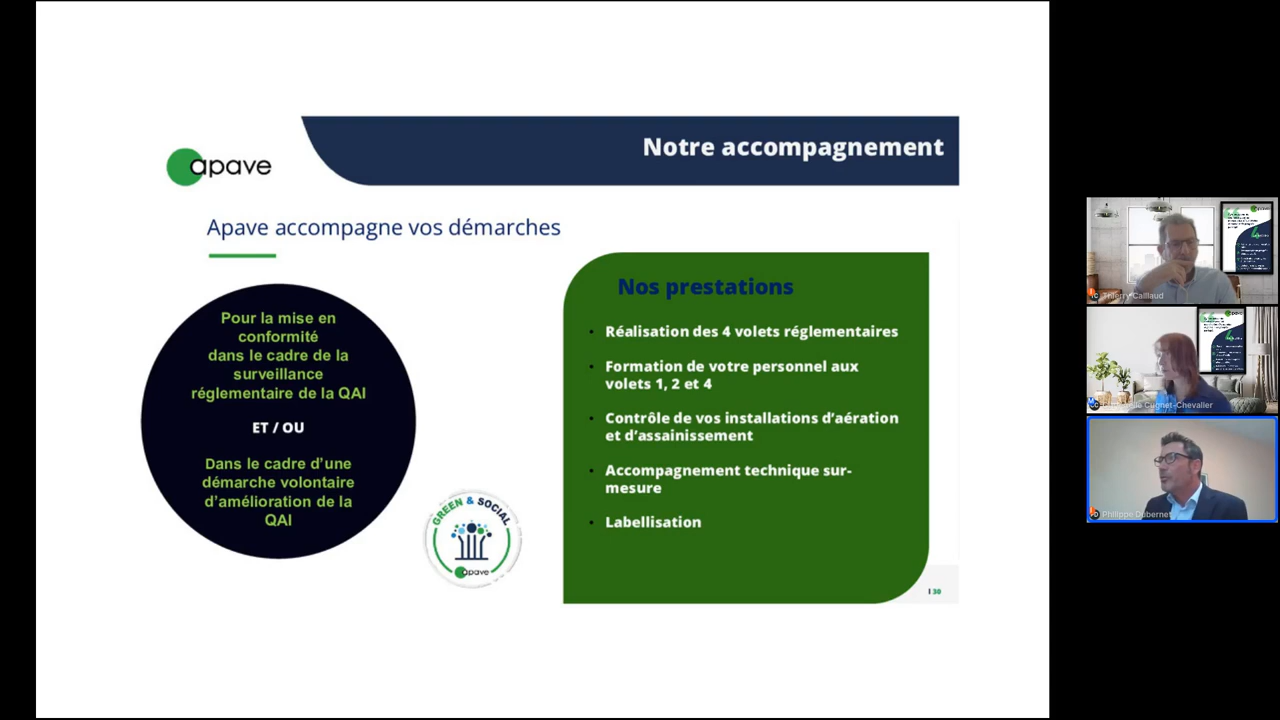 Notre accompagnement
apave
Apave accompagne vos démarches
Pour la mise en
conformité
dans le cadre de la
surveillance
réglementaire de la QAI
ET / OU
Dans le cadre d’une
démarche volontaire
d’amélioration de la
QAI
GREEN & SOCIAL
apave
Nos prestations
• Réalisation des 4 volets réglementaires
• Formation de votre personnel aux
volets 1, 2 et 4
• Contrôle de vos installations d’aération
et d’assainissement
• Accompagnement technique sur-
mesure
• Labellisation
I 30
Thierry Caillaud
Cugnet-Chevalier
Philippe Dubernet